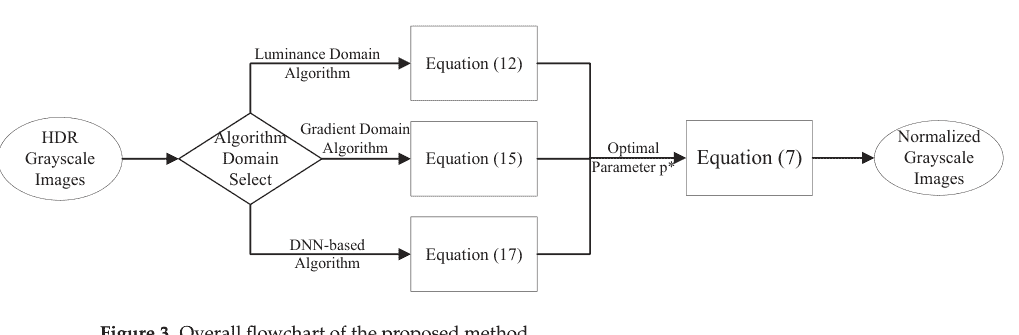 HDR
Grayscale
Images
Algorithm
Domain
Select
Luminance Domain
Algorithm
Equation (12)
Gradient Domain
Algorithm
Equation (15)
DNN-based
Algorithm
Equation (17)
Optimal
Parameter p*
Equation (7)
Normalized
Grayscale
Images
Figure 3. Overall flowchart of the proposed method